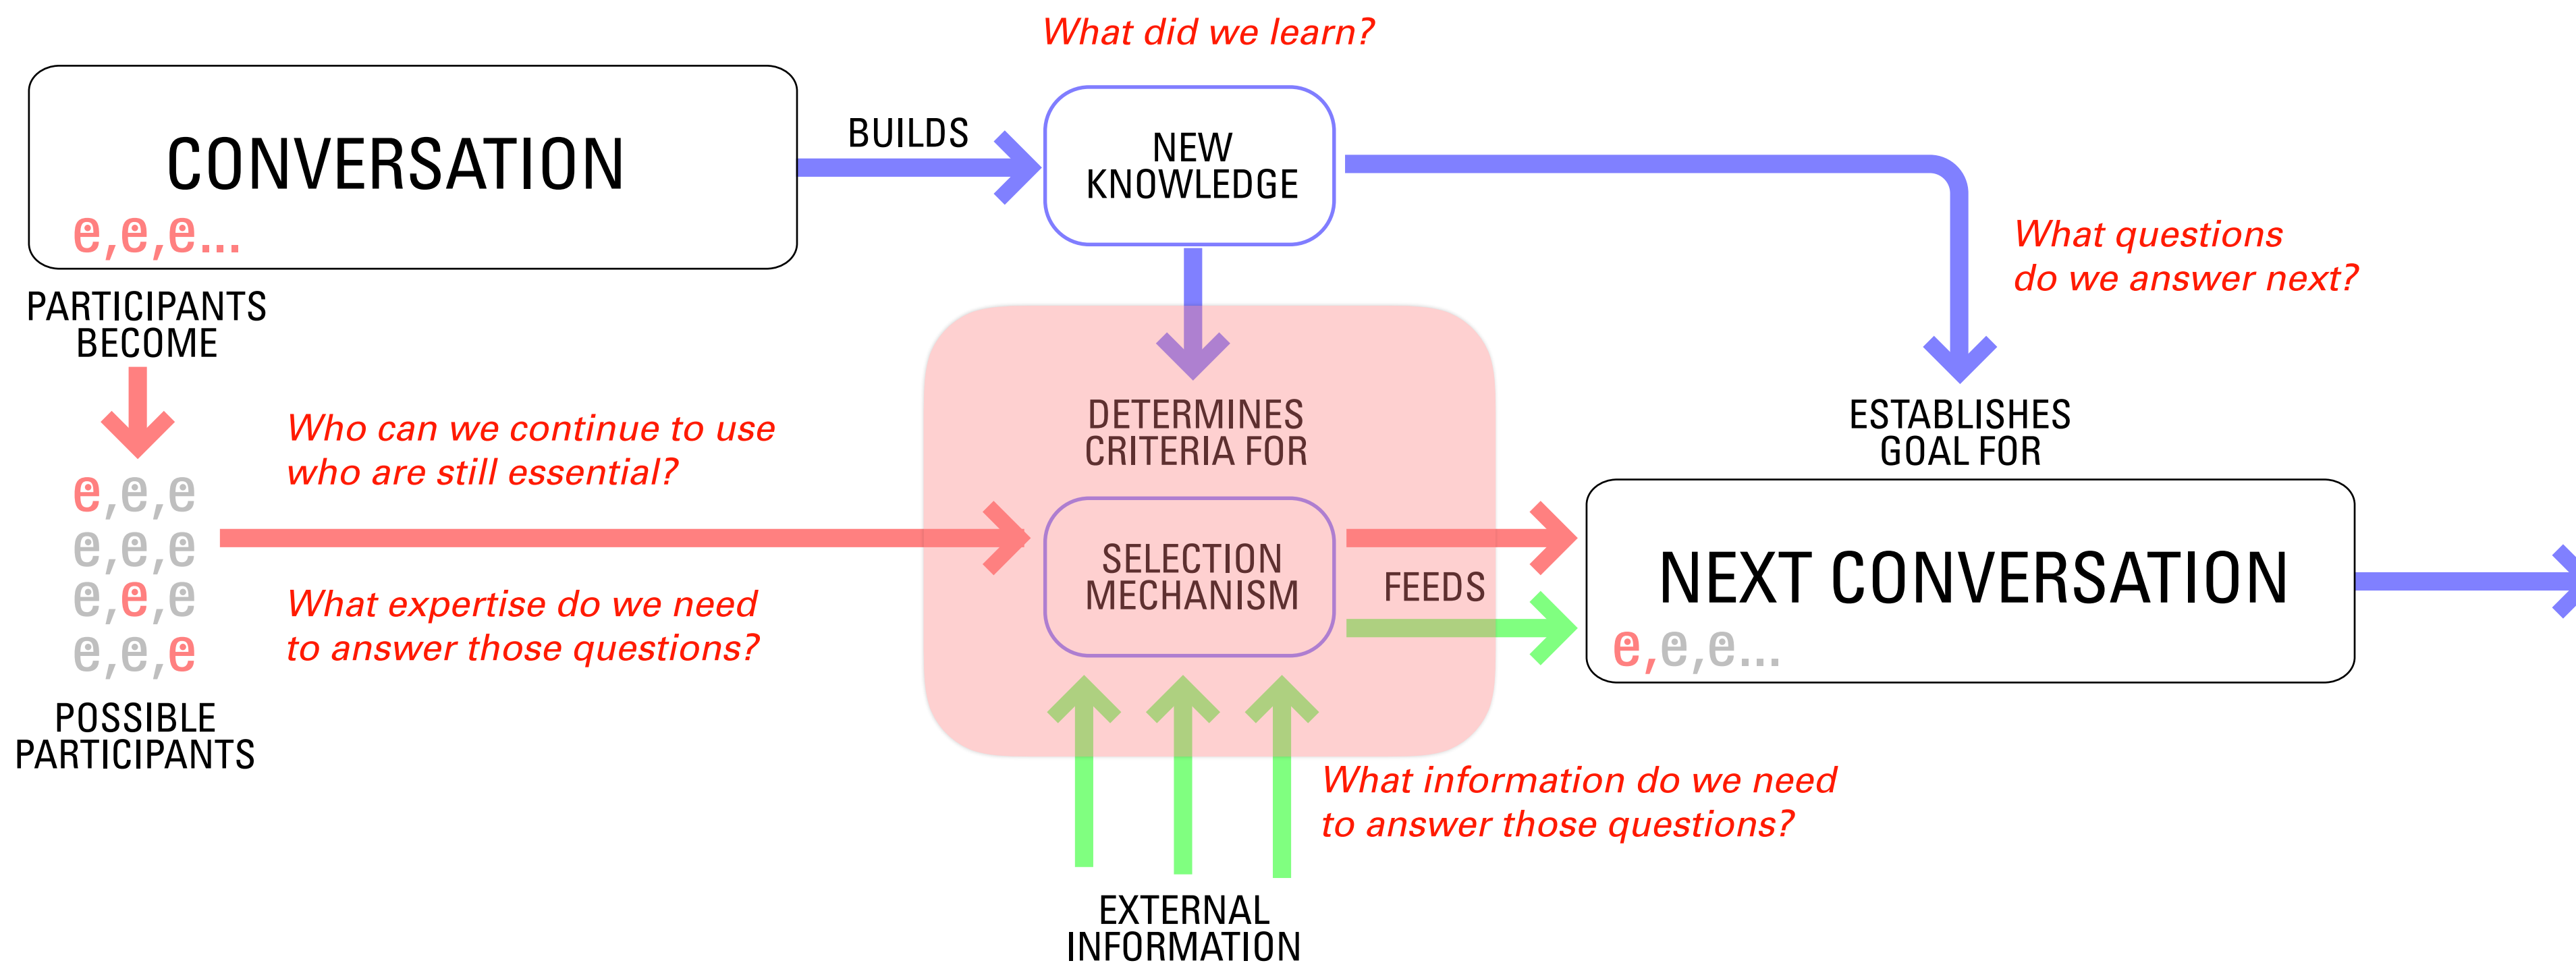 What did we learn?
CONVERSATION
e,e,e...
BUILDS
NEW
KNOWLEDGE
What questions
do we answer next?
PARTICIPANTS
BECOME
Who can we continue to use
who are still essential?
DETERMINES
CRITERIA FOR
ESTABLISHES
GOAL FOR
e,e,e
e,e,e
e,e,e
e,e,e
What expertise do we need
to answer those questions?
SELECTION
MECHANISM
FEEDS
NEXT CONVERSATION
e,e,e...
POSSIBLE
PARTICIPANTS
What information do we need
to answer those questions?
EXTERNAL
INFORMATION